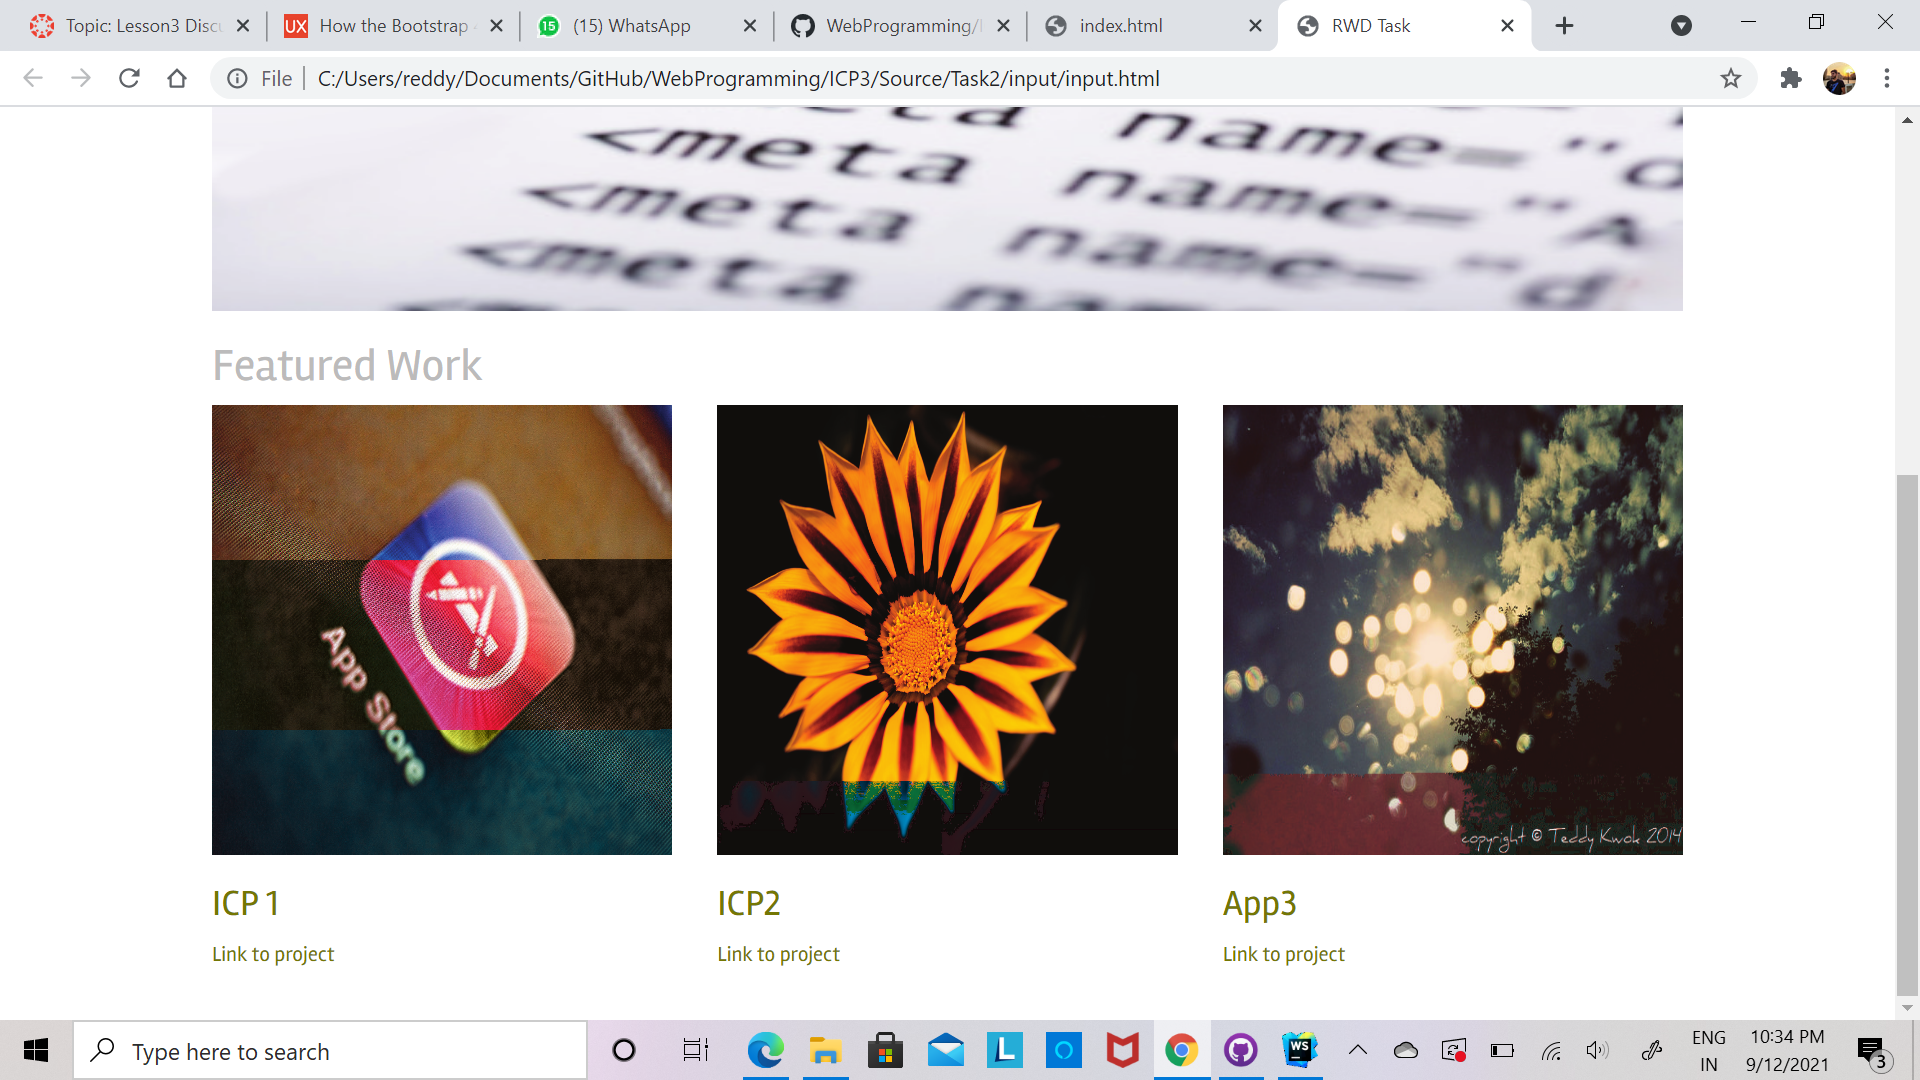 Topic: Lesson3 Discu
UX How the Bootstrap
15 (15) WhatsApp
WebProgramming/
index.html
RWD Task
File C:/Users/reddy/Documents/GitHub/WebProgramming/ICP3/Source/Task2/input/input.html
<meta name="d
<meta name="A
<meta name="d
Featured Work
App Store
copyright © Teddy Kwok 2014
ICP 1
ICP2
App3
Link to project
Link to project
Link to project
Type here to search
L
WS
ENG
IN
10:34 PM
9/12/2021
3